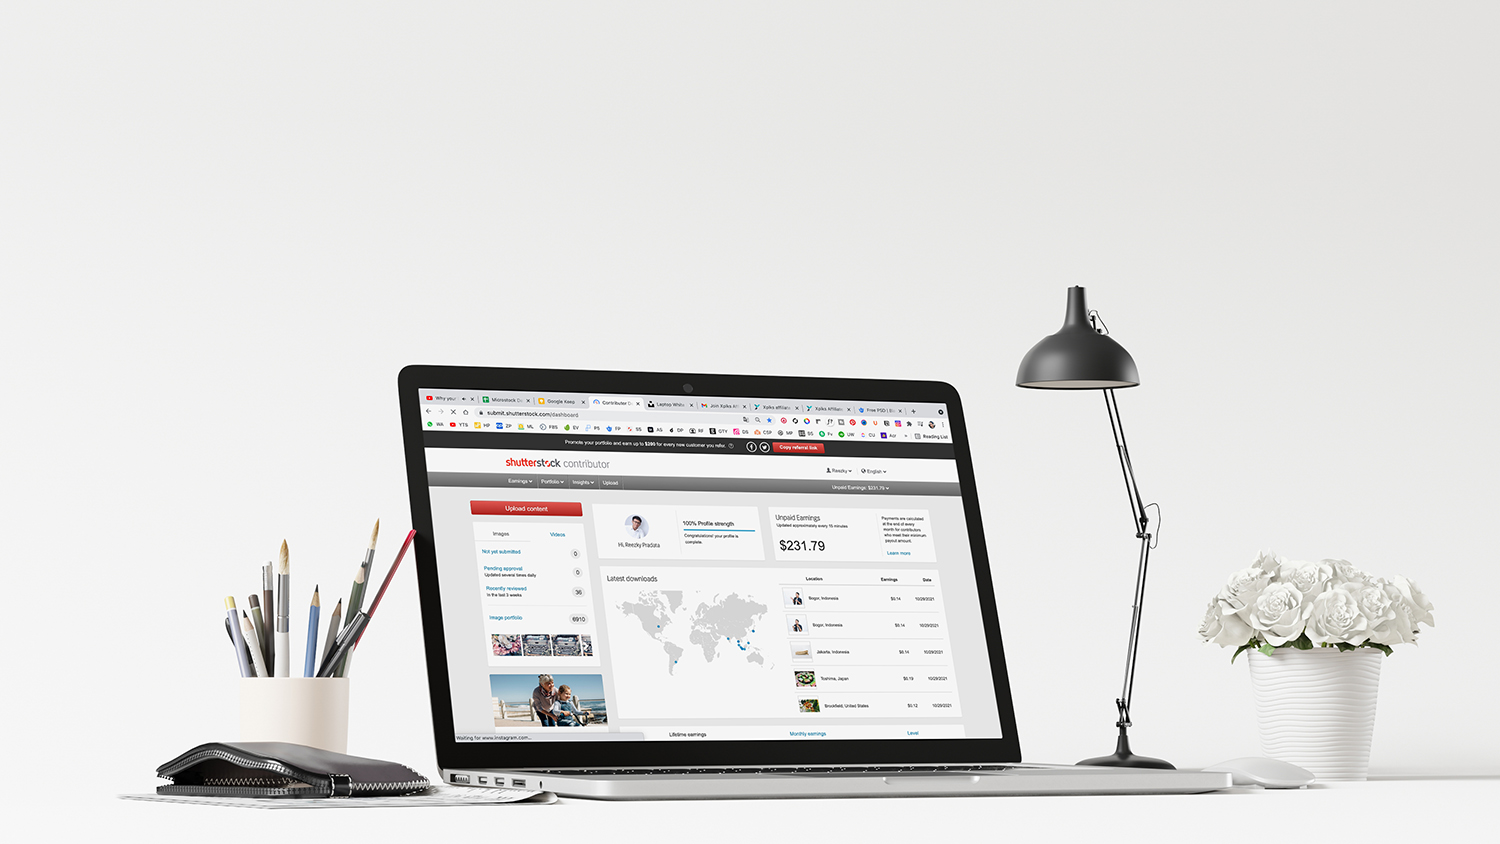 Why your
Microstock Da
Google Keep
Contributor D
Laptop White
Join Xpiks Aff
Xpiks affiliate
Xpiks Affiliate
Free PSD | B
submit.shutterstock.com/dashboard
WA YTS HP ZP ML FBS EV PS FP SS AS DP RF GTY DS CSP MP BS Fv UW CU AU » Reading List
Promote your portfolio and earn up to $200 for every new customer you refer. Copy referral link
shutterstock contributor
Reezky English
Earnings Portfolio Insights Upload
Unpaid Earnings: $231.79
Upload content
Images Videos
Not yet submitted 0
Pending approval 0
Updated several times daily
Recently reviewed 36
in the last 2 weeks
Image portfolio 6910
Hi, Reezky Pradata
100% Profile strength
Congratulations! your profile is
complete.
Unpaid Earnings
Updated approximately every 15 minutes
$231.79
Payments are calculated
at the end of every
month for contributors
who meet their minimum
payout amount.
Learn more
Latest downloads
Location Earnings Date
Bogor, Indonesia $0.14 10/29/2021
Bogor, Indonesia $0.14 10/29/2021
Jakarta, Indonesia $0.14 10/29/2021
Toshima, Japan $0.19 10/29/2021
Brookfield, United States $0.12 10/29/2021
Lifetime earnings Monthly earnings Level
Waiting for www.instagram.com...